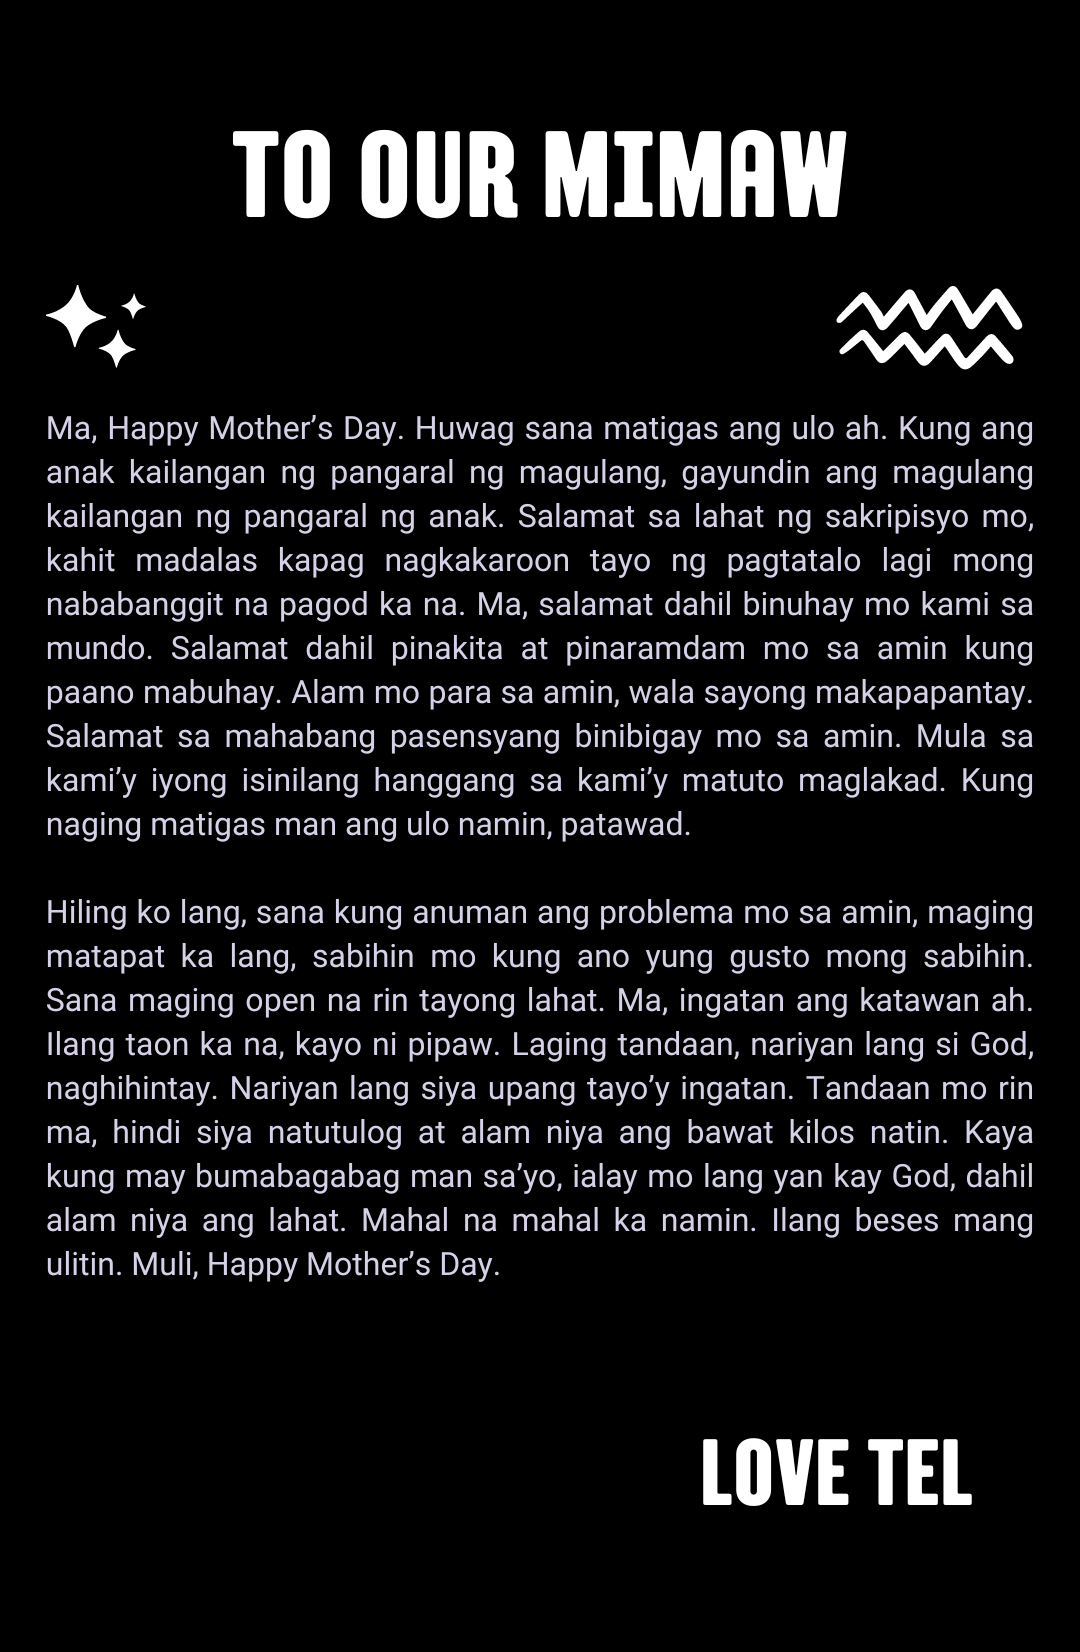 TO OUR MIMAW
Ma, Happy Mother’s Day. Huwag sana matigas ang ulo ah. Kung ang
anak kailangan ng pangaral ng magulang, gayundin ang magulang
kailangan ng pangaral ng anak. Salamat sa lahat ng sakripisyo mo,
kahit madalas kapag nagkakaroon tayo ng pagtatalo lagi mong
nababanggit na pagod ka na. Ma, salamat dahil binuhay mo kami sa
mundo. Salamat dahil pinakita at pinaramdam mo sa amin kung
paano mabuhay. Alam mo para sa amin, wala sayong makapapantay.
Salamat sa mahabang pasensyang binibigay mo sa amin. Mula sa
kami’y iyong isinilang hanggang sa kami’y matuto maglakad. Kung
naging matigas man ang ulo namin, patawad.
Hiling ko lang, sana kung anuman ang problema mo sa amin, maging
matapat ka lang, sabihin mo kung ano yung gusto mong sabihin.
Sana maging open na rin tayong lahat. Ma, ingatan ang katawan ah.
Ilang taon ka na, kayo ni pipaw. Laging tandaan, nariyan lang si God,
naghihintay. Nariyan lang siya upang tayo’y ingatan. Tandaan mo rin
ma, hindi siya natutulog at alam niya ang bawat kilos natin. Kaya
kung may bumabagabag man sa’yo, ialay mo lang yan kay God, dahil
alam niya ang lahat. Mahal na mahal ka namin. Ilang beses mang
ulitin. Muli, Happy Mother’s Day.
LOVE TEL